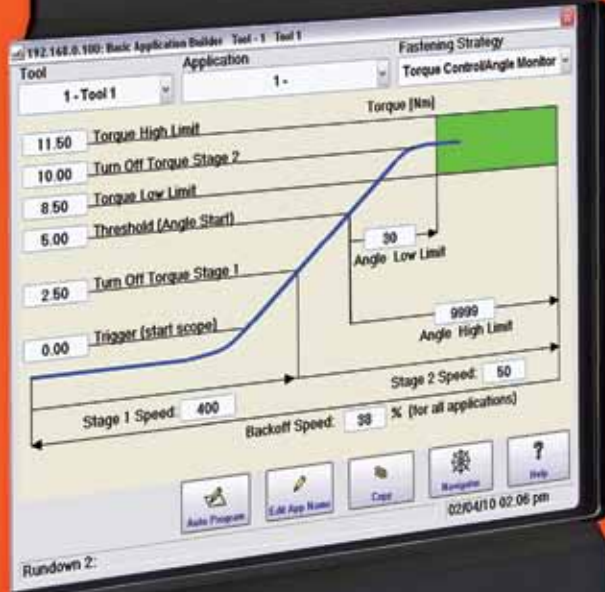 192.168.0.100: Basic Application Builder Tool - 1 Tool 1
Tool
Application
Fastening Strategy
1 - Tool 1
1 -
Torque Control/Angle Monitor
Torque [Nm]
11.50 Torque High Limit
10.00 Turn Off Torque Stage 2
8.50 Torque Low Limit
5.00 Threshold (Angle Start)
30
Angle Low Limit
2.50 Turn Off Torque Stage 1
9999
Angle High Limit
0.00 Trigger (start scope)
Stage 1 Speed: 400
Stage 2 Speed: 50
Backoff Speed: 38 % (for all applications)
Auto Program
Edit App Name
Copy
Navigator
Help
02/04/10 02:06 pm
Rundown 2: